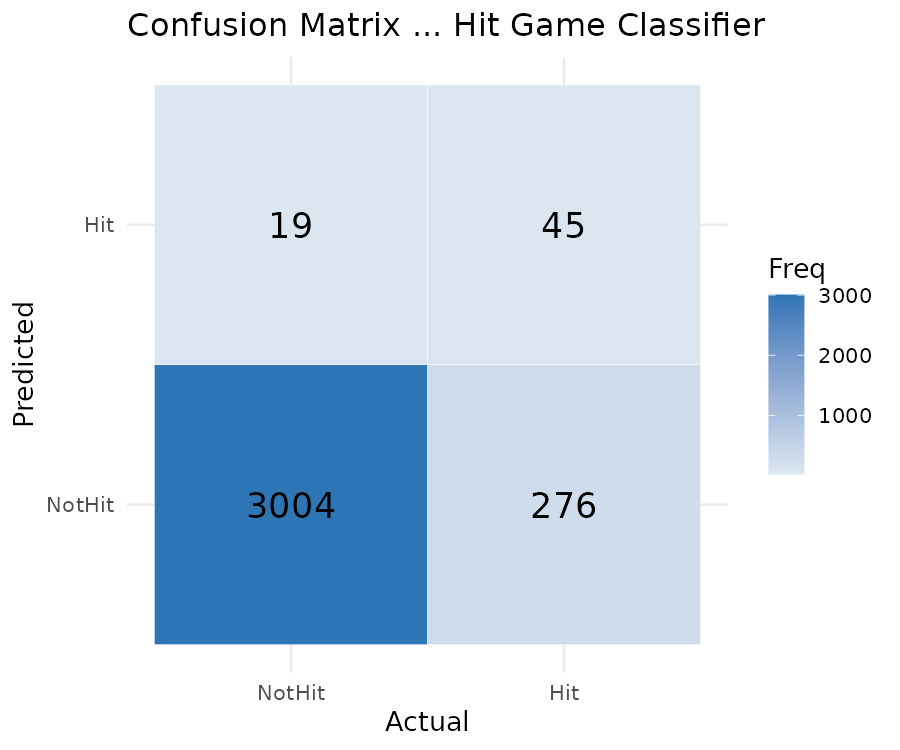 Confusion Matrix ... Hit Game Classifier
Hit
19
45
Predicted
NotHit
3004
276
NotHit
Hit
Actual
Freq
3000
2000
1000